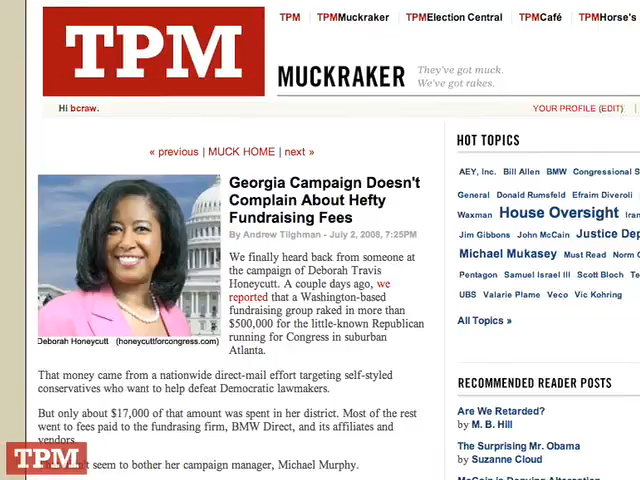 TPM
TPM | TPMMuckraker | TPMElection Central | TPMCafé | TPMHorse's
MUCKRAKER
They've got muck.
We've got rakes.
Hi bcraw.
YOUR PROFILE (EDIT) |
« previous | MUCK HOME | next »
Georgia Campaign Doesn't
Complain About Hefty
Fundraising Fees
By Andrew Tilghman - July 2, 2008, 7:25PM
We finally heard back from someone at
the campaign of Deborah Travis
Honeycutt. A couple days ago, we
reported that a Washington-based
fundraising group raked in more than
$500,000 for the little-known Republican
running for Congress in suburban
Atlanta.
Deborah Honeycutt (honeycuttforcongress.com)
That money came from a nationwide direct-mail effort targeting self-styled
conservatives who want to help defeat Democratic lawmakers.
But only about $17,000 of that amount was spent in her district. Most of the rest
went to fees paid to the fundrasing firm, BMW Direct, and its affiliates and
vendors.
seem to bother her campaign manager, Michael Murphy.
TPM
HOT TOPICS
AEY, Inc. Bill Allen BMW Congressional S
General Donald Rumsfeld Efraim Diveroli
Waxman House Oversight Iran
Jim Gibbons John McCain Justice Dep
Michael Mukasey Must Read Norm C
Pentagon Samuel Israel III Scott Bloch Te
UBS Valarie Plame Veco Vic Kohring
All Topics »
RECOMMENDED READER POSTS
Are We Retarded?
by M. B. Hill
The Surprising Mr. Obama
by Suzanne Cloud